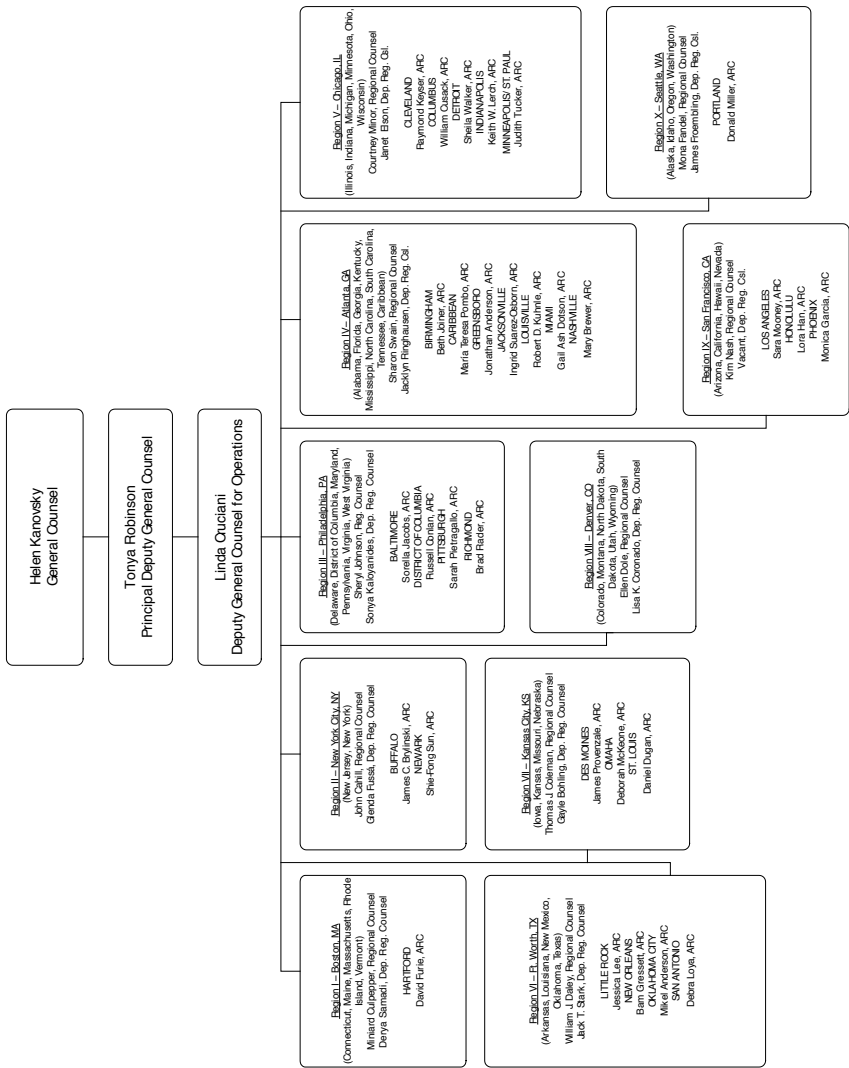 Helen Kanovsky
General Counsel
Tonya Robinson
Principal Deputy General Counsel
Linda Cruciani
Deputy General Counsel for Operations
Region I – Boston, MA
(Connecticut, Maine, Massachusetts, Rhode
Island, Vermont)
Miniard Culpepper, Regional Counsel
Derya Samadi, Dep. Reg. Counsel
HARTFORD
David Furie, ARC
Region II – New York City, NY
(New Jersey, New York)
John Cahill, Regional Counsel
Glenda Fussá, Dep. Reg. Counsel
BUFFALO
James C. Brylinski, ARC
NEWARK
Shie-Fong Sun, ARC
Region III – Philadelphia, PA
(Delaware, District of Columbia, Maryland,
Pennsylvania, Virginia, West Virginia)
Sheryl Johnson, Reg. Counsel
Sonya Kaloyanides, Dep. Reg. Counsel
BALTIMORE
Sorella Jacobs, ARC
DISTRICT OF COLUMBIA
Russell Conlan, ARC
PITTSBURGH
Sarah Pietragallo, ARC
RICHMOND
Brad Rader, ARC
Region IV – Atlanta, GA
(Alabama, Florida, Georgia, Kentucky,
Mississippi, North Carolina, South Carolina,
Tennessee, Caribbean)
Sharon Swain, Regional Counsel
Jacklyn Ringhausen, Dep. Reg. Csl.
BIRMINGHAM
Beth Joiner, ARC
CARIBBEAN
Maria Teresa Pombo, ARC
GREENSBORO
Jonathan Anderson, ARC
JACKSONVILLE
Ingrid Suarez-Osborn, ARC
LOUISVILLE
Robert D. Kuhnle, ARC
MIAMI
Gail Ash Dotson, ARC
NASHVILLE
Mary Brewer, ARC
Region V – Chicago, IL
(Illinois, Indiana, Michigan, Minnesota, Ohio,
Wisconsin)
Courtney Minor, Regional Counsel
Janet Elson, Dep. Reg. Csl.
CLEVELAND
Raymond Keyser, ARC
COLUMBUS
William Cusack, ARC
DETROIT
Sheila Walker, ARC
INDIANAPOLIS
Keith W. Lerch, ARC
MINNEAPOLIS/ ST. PAUL
Judith Tucker, ARC
Region VI – Ft. Worth, TX
(Arkansas, Louisiana, New Mexico,
Oklahoma, Texas)
William J. Daley, Regional Counsel
Jack T. Stark, Dep. Reg. Counsel
LITTLE ROCK
Jessica Lee, ARC
NEW ORLEANS
Bam Gressett, ARC
OKLAHOMA CITY
Mikel Anderson, ARC
SAN ANTONIO
Debra Loya, ARC
Region VII – Kansas City, KS
(Iowa, Kansas, Missouri, Nebraska)
Thomas J. Coleman, Regional Counsel
Gayle Bohling, Dep. Reg. Counsel
DES MOINES
James Provenzale, ARC
OMAHA
Deborah McKeone, ARC
ST. LOUIS
Daniel Dugan, ARC
Region VIII – Denver, CO
(Colorado, Montana, North Dakota, South
Dakota, Utah, Wyoming)
Ellen Dole, Regional Counsel
Lisa K. Coronado, Dep. Reg. Counsel
Region IX – San Francisco, CA
(Arizona, California, Hawaii, Nevada)
Kim Nash, Regional Counsel
Vacant, Dep. Reg. Csl.
LOS ANGELES
Sara Mooney, ARC
HONOLULU
Lora Han, ARC
PHOENIX
Monica Garcia, ARC
Region X – Seattle, WA
(Alaska, Idaho, Oregon, Washington)
Mona Fandel, Regional Counsel
James Froembling, Dep. Reg. Csl.
PORTLAND
Donald Miller, ARC